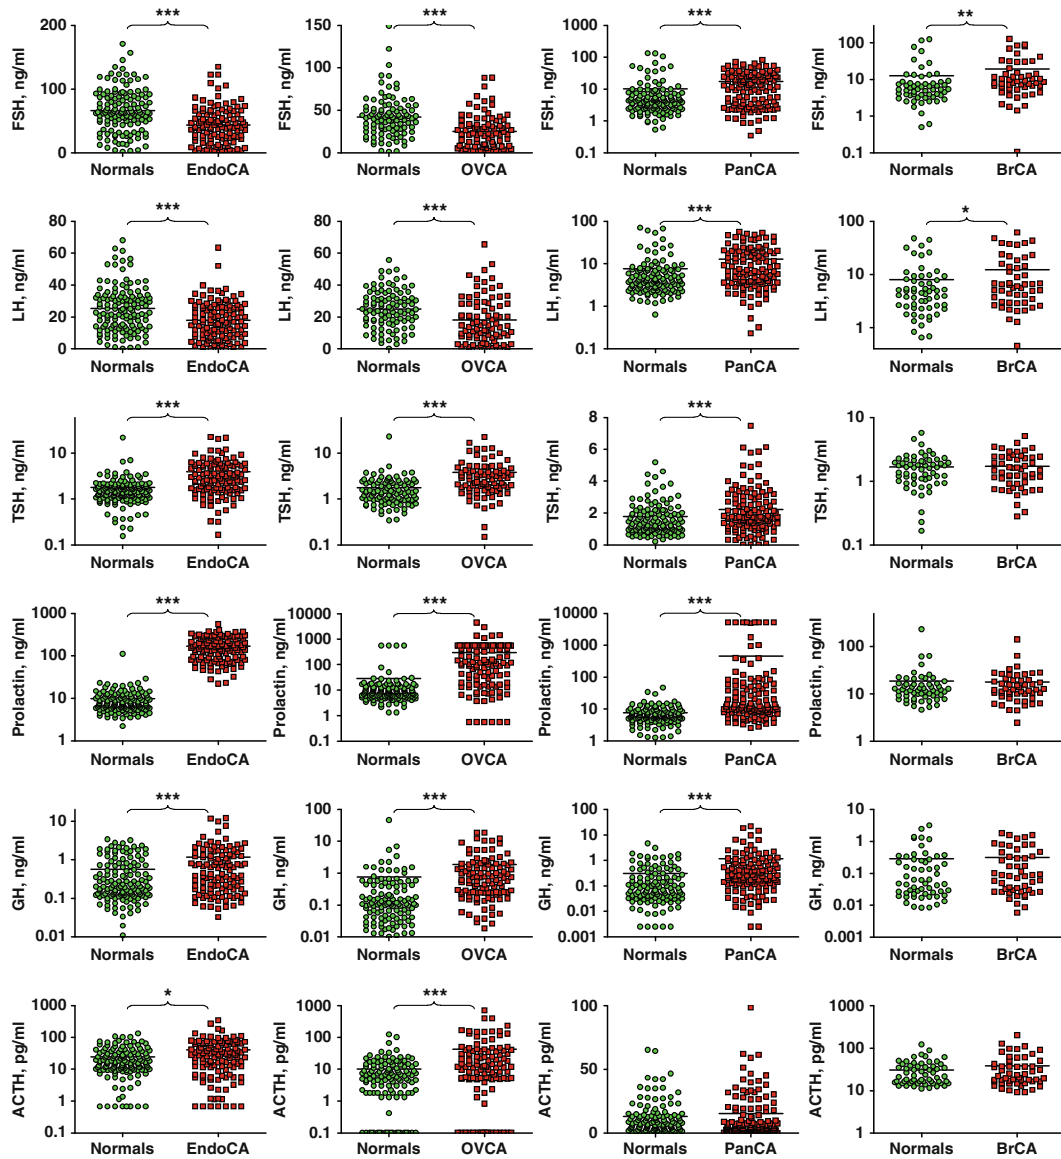 *** *** *** **
FSH, ng/ml 200 100 0 Normals EndoCA
FSH, ng/ml 150 100 50 0 Normals OVCA
FSH, ng/ml 1000 100 10 1 0.1 Normals PanCA
FSH, ng/ml 100 10 1 0.1 Normals BrCA
*** *** *** *
LH, ng/ml 80 60 40 20 0 Normals EndoCA
LH, ng/ml 80 60 40 20 0 Normals OVCA
LH, ng/ml 100 10 1 0.1 Normals PanCA
LH, ng/ml 100 10 1 Normals BrCA
*** *** ***
TSH, ng/ml 10 1 0.1 Normals EndoCA
TSH, ng/ml 10 1 0.1 Normals OVCA
TSH, ng/ml 8 6 4 2 0 Normals PanCA
TSH, ng/ml 10 1 0.1 Normals BrCA
*** *** ***
Prolactin, ng/ml 1000 100 10 1 Normals EndoCA
Prolactin, ng/ml 10000 1000 100 10 1 0.1 Normals OVCA
Prolactin, ng/ml 10000 1000 100 10 1 Normals PanCA
Prolactin, ng/ml 100 10 1 Normals BrCA
*** *** ***
GH, ng/ml 10 1 0.1 0.01 Normals EndoCA
GH, ng/ml 100 10 1 0.1 0.01 Normals OVCA
GH, ng/ml 100 10 1 0.1 0.01 0.001 Normals PanCA
GH, ng/ml 10 1 0.1 0.01 0.001 Normals BrCA
* ***
ACTH, pg/ml 1000 100 10 1 0.1 Normals EndoCA
ACTH, pg/ml 1000 100 10 1 0.1 Normals OVCA
ACTH, pg/ml 100 50 0 Normals PanCA
ACTH, pg/ml 1000 100 10 1 Normals BrCA